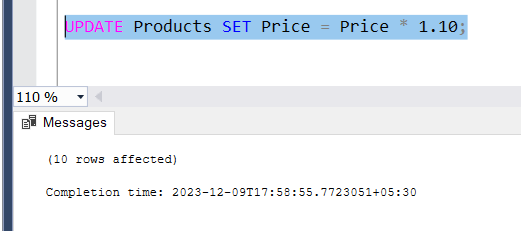 UPDATE Products SET Price = Price * 1.10;
110 %
Messages
(10 rows affected)
Completion time: 2023-12-09T17:58:55.7723051+05:30